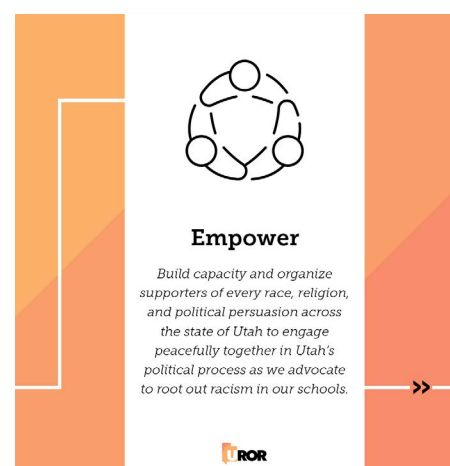 Empower
Build capacity and organize
supporters of every race, religion,
and political persuasion across
the state of Utah to engage
peacefully together in Utah’s
political process as we advocate
to root out racism in our schools.
»
UROR